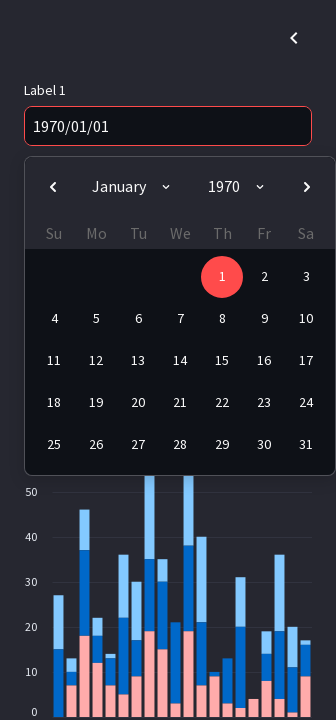 Label 1
1970/01/01
January 1970
Su Mo Tu We Th Fr Sa
1 2 3
4 5 6 7 8 9 10
11 12 13 14 15 16 17
18 19 20 21 22 23 24
25 26 27 28 29 30 31
50
40
30
20
10
0